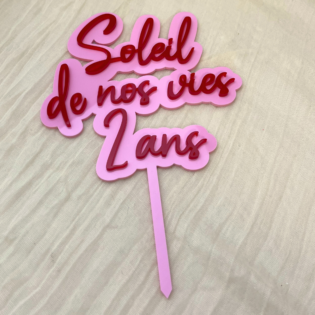 Soleil
de nos vies
2 ans